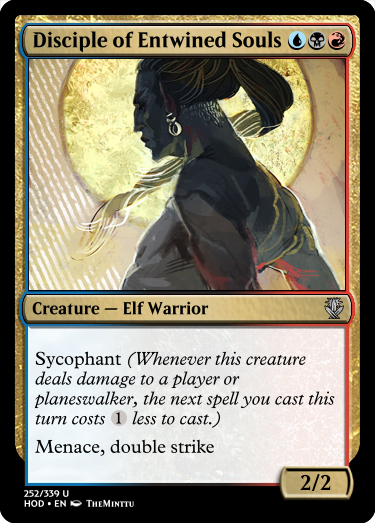 Disciple of Entwined Souls
Creature — Elf Warrior
Sycophant (Whenever this creature
deals damage to a player or
planeswalker, the next spell you cast this
turn costs 1 less to cast.)
Menace, double strike
2/2
252/339 U
HOD • EN TheMinttu